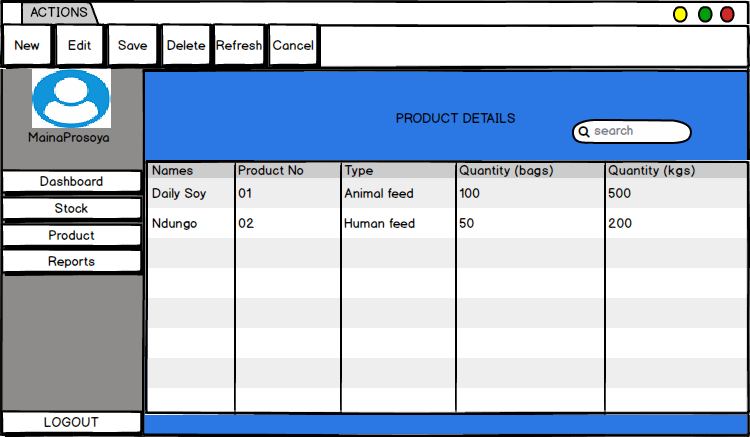 ACTIONS
New Edit Save Delete Refresh Cancel
MainaProsoya
PRODUCT DETAILS
search
Dashboard
Stock
Product
Reports
LOGOUT
Names Product No Type Quantity (bags) Quantity (kgs)
Daily Soy 01 Animal feed 100 500
Ndungo 02 Human feed 50 200